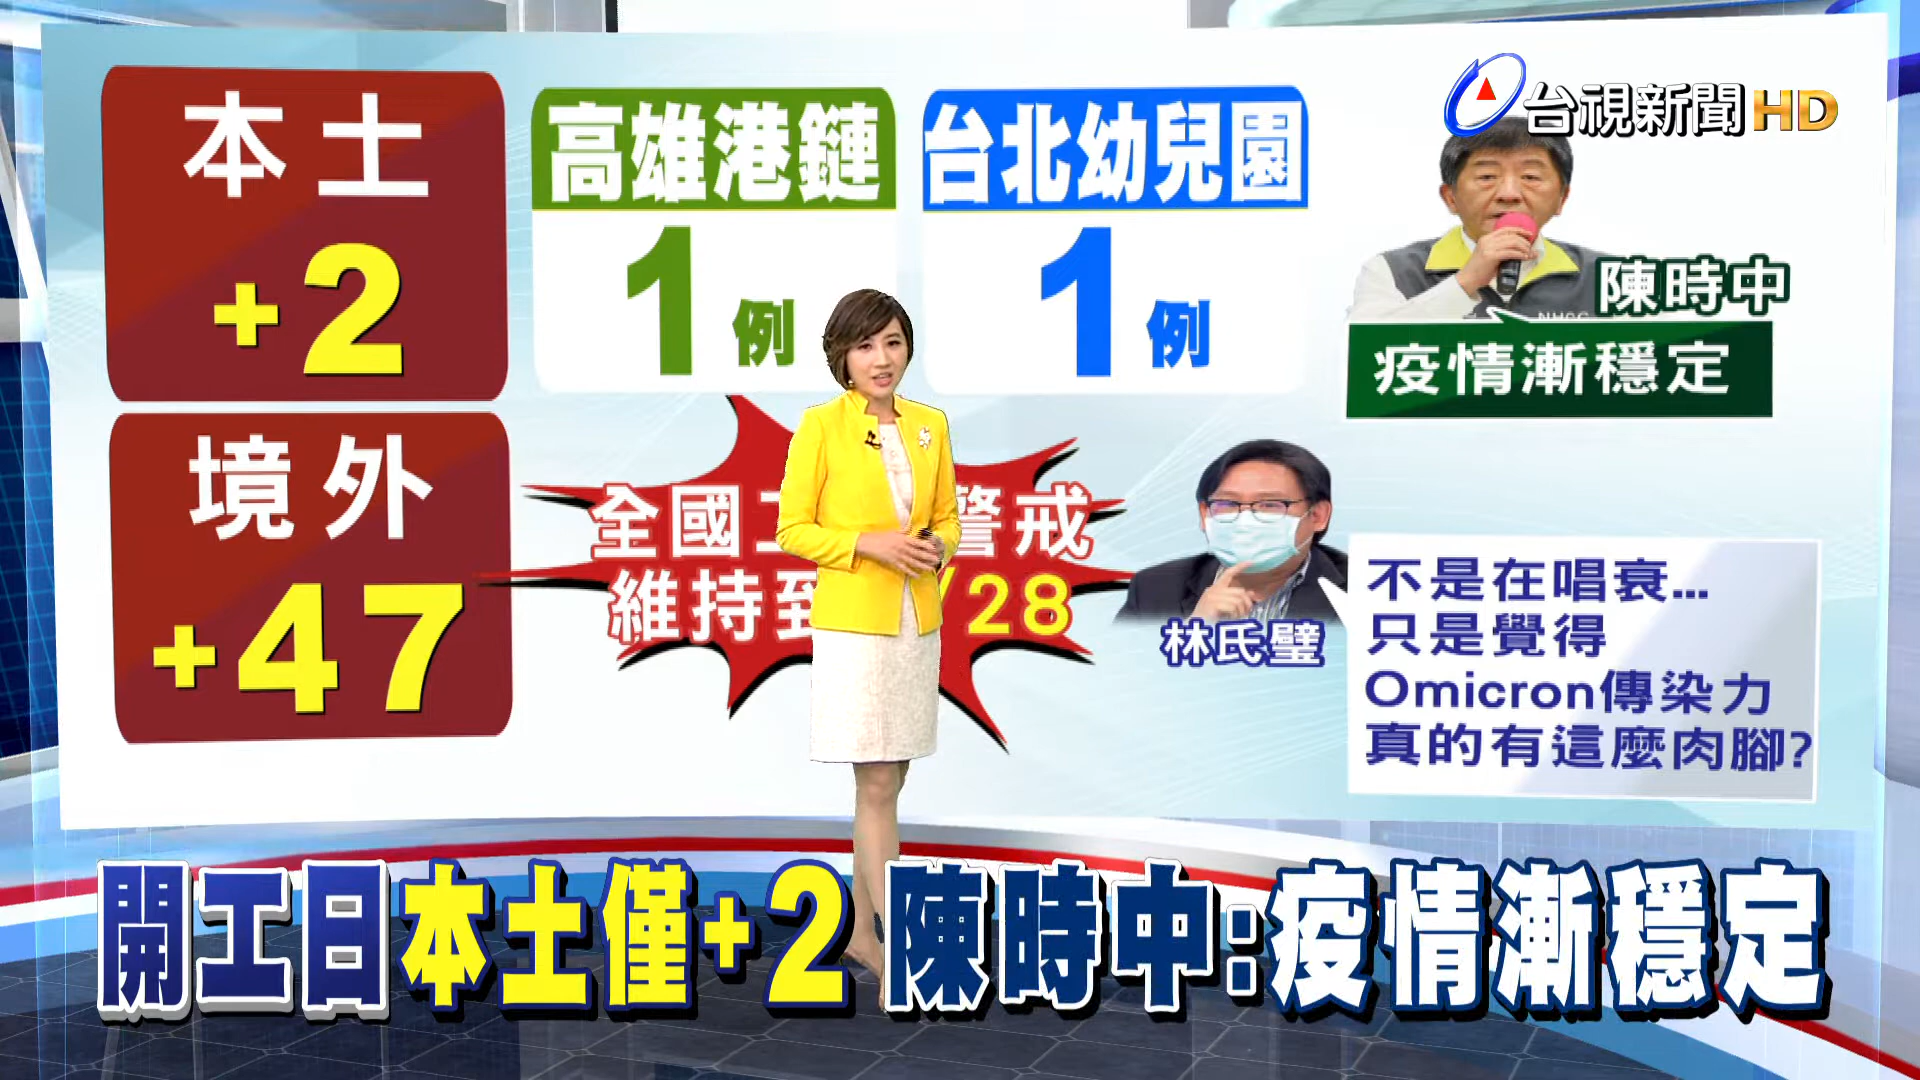 台視新聞HD
本土
+2
高雄港鏈
1例
台北幼兒園
1例
陳時中
疫情漸穩定
境外
+47
全國 警戒
維持 /28
林氏璧
不是在唱衰...
只是覺得
Omicron傳染力
真的有這麼肉腳?
開工日本土僅+2 陳時中:疫情漸穩定